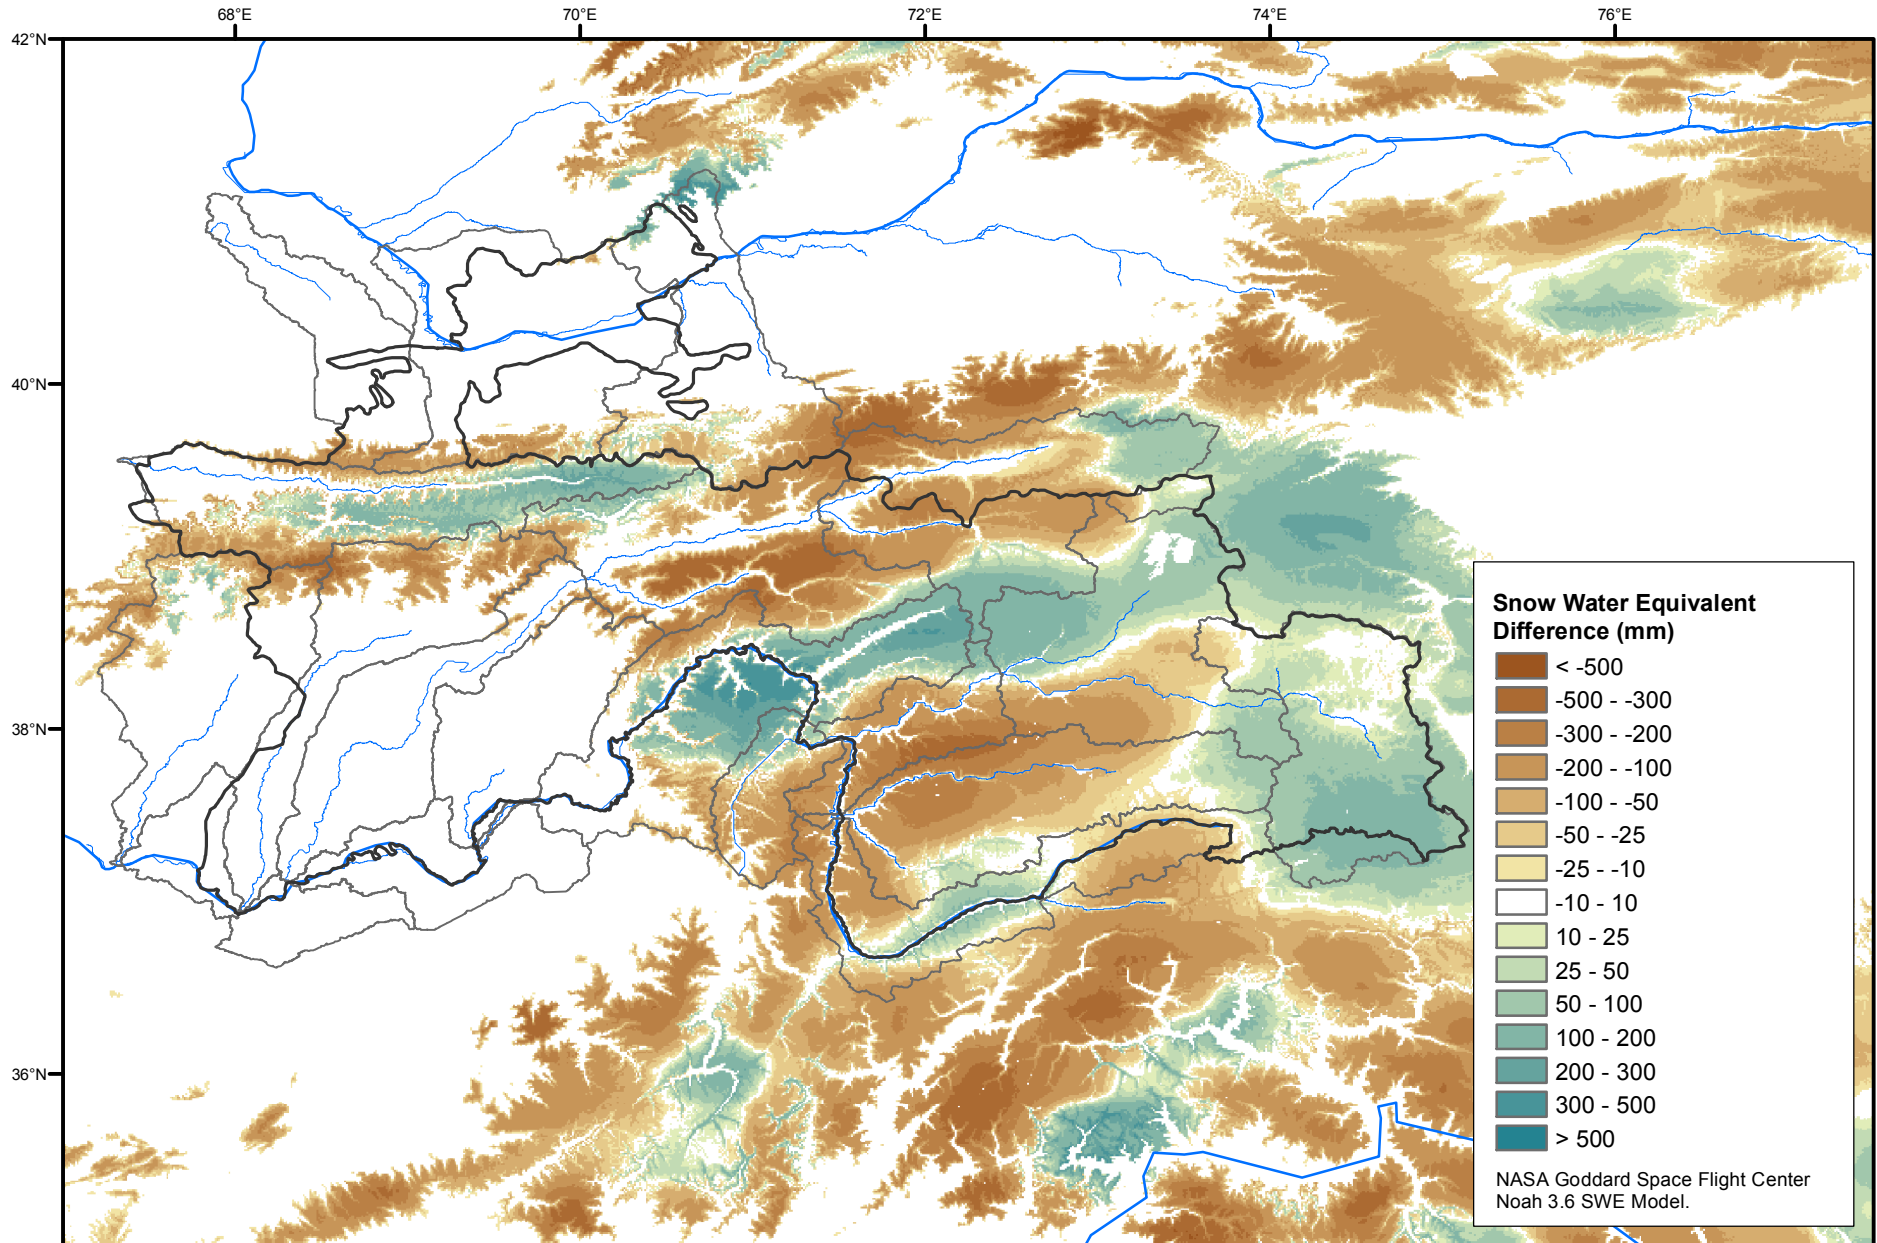 68°E 70°E 72°E 74°E 76°E
42°N
40°N
38°N
36°N
Snow Water Equivalent
Difference (mm)
< -500
-500 - -300
-300 - -200
-200 - -100
-100 - -50
-50 - -25
-25 - -10
-10 - 10
10 - 25
25 - 50
50 - 100
100 - 200
200 - 300
300 - 500
> 500
NASA Goddard Space Flight Center
Noah 3.6 SWE Model.